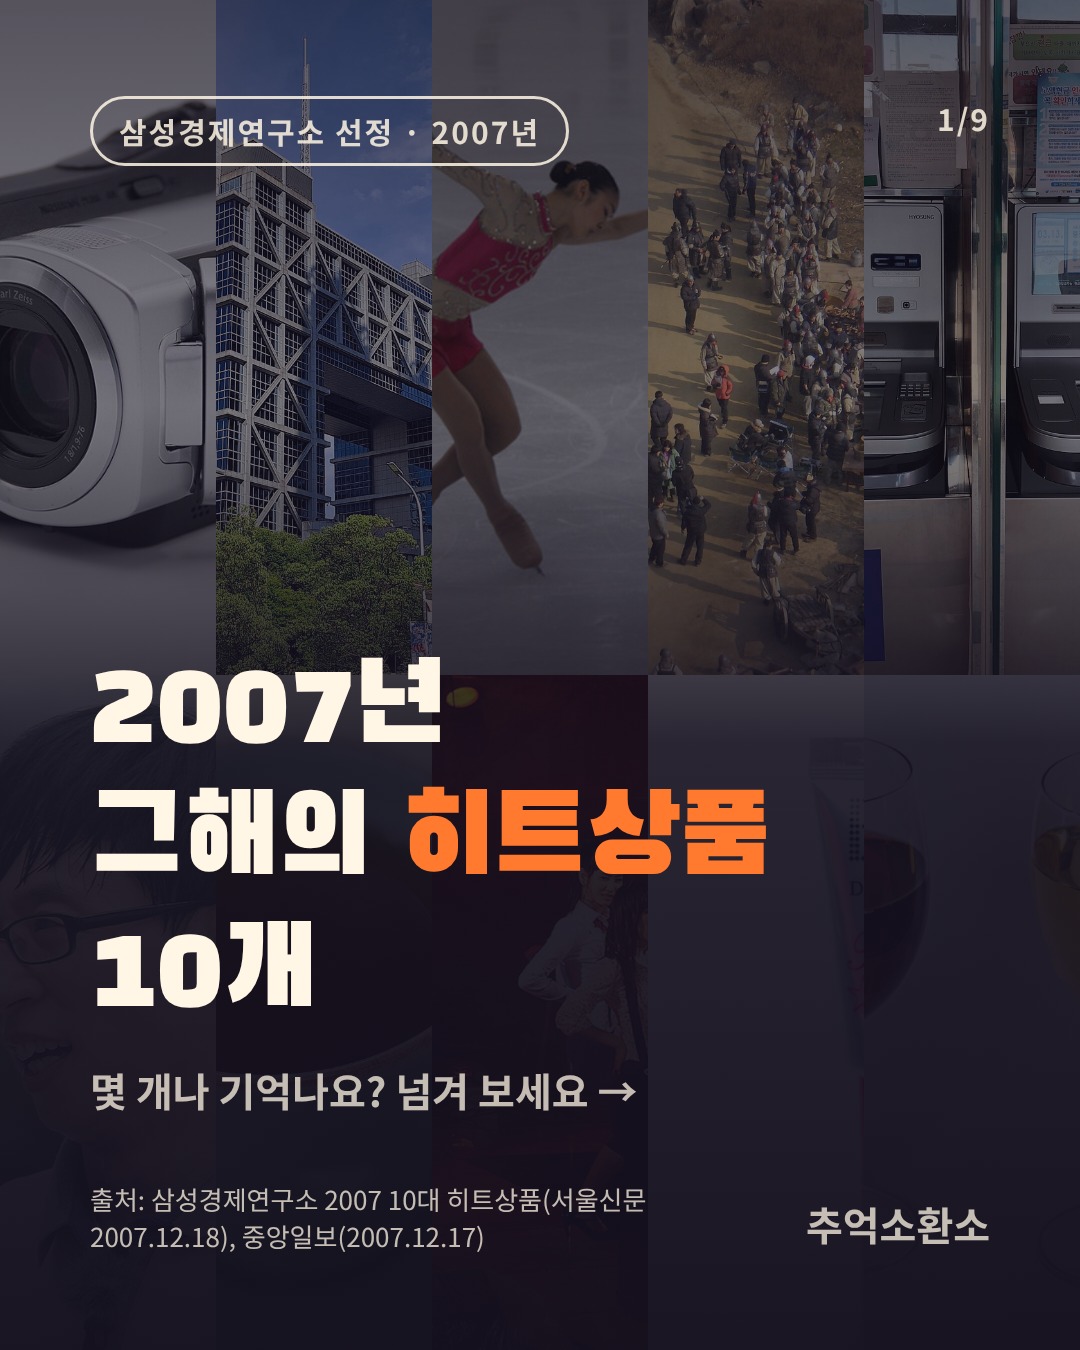 삼성경제연구소 선정 · 2007년
1/9
HYOSUNG
2007년
그해의 히트상품
10개
몇 개나 기억나요? 넘겨 보세요 →
출처: 삼성경제연구소 2007 10대 히트상품(서울신문
2007.12.18), 중앙일보(2007.12.17)
추억소환소